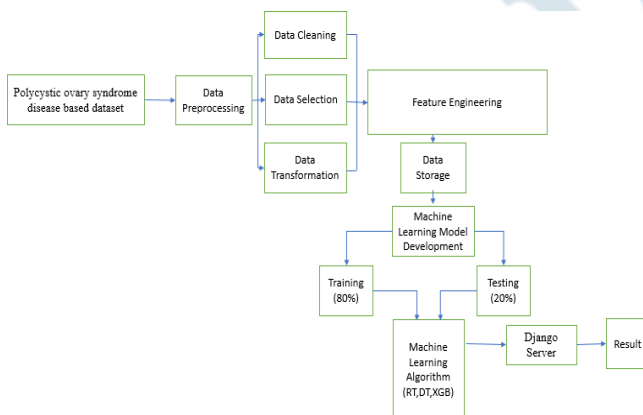 Data Cleaning
Polycystic ovary syndrome
disease based dataset
Data
Preprocessing
Data Selection
Feature Engineering
Data
Transformation
Data
Storage
Machine
Learning Model
Development
Training
(80%)
Testing
(20%)
Machine
Learning
Algorithm
(RT,DT,XGB)
Django
Server
Result